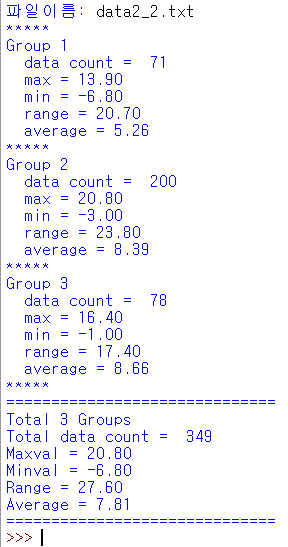 파일이름: data2_2.txt
*****
Group 1
  data count =  71
  max = 13.90
  min = -6.80
  range = 20.70
  average = 5.26
*****
Group 2
  data count =  200
  max = 20.80
  min = -3.00
  range = 23.80
  average = 8.39
*****
Group 3
  data count =  78
  max = 16.40
  min = -1.00
  range = 17.40
  average = 8.66
*****
==============================
Total 3 Groups
Total data count =  349
Maxval = 20.80
Minval = -6.80
Range = 27.60
Average = 7.81
==============================
>>>